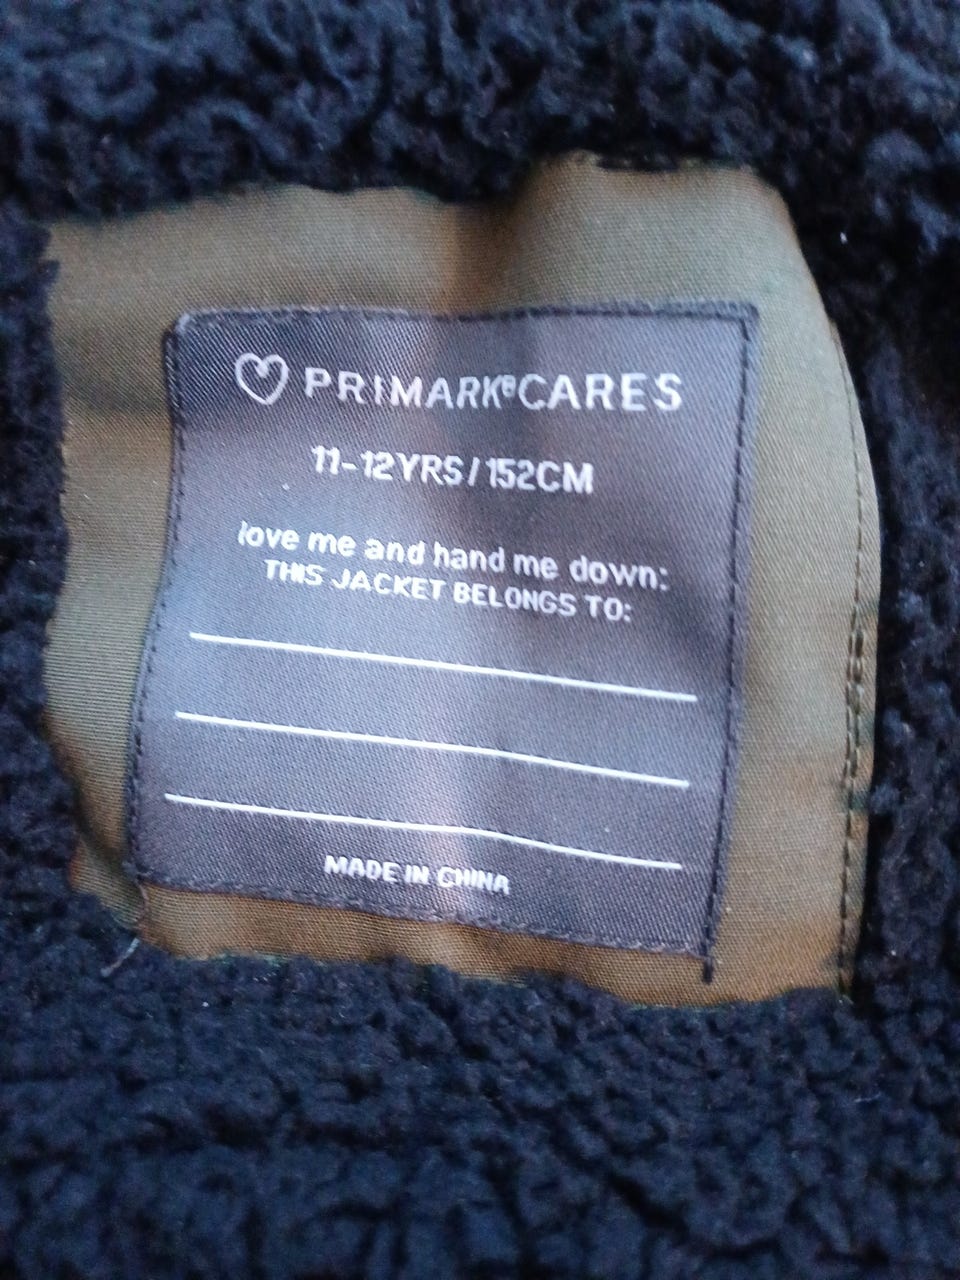 PRIMARK®CARES
11-12YRS/152CM
love me and hand me down:
THIS JACKET BELONGS TO:
MADE IN CHINA